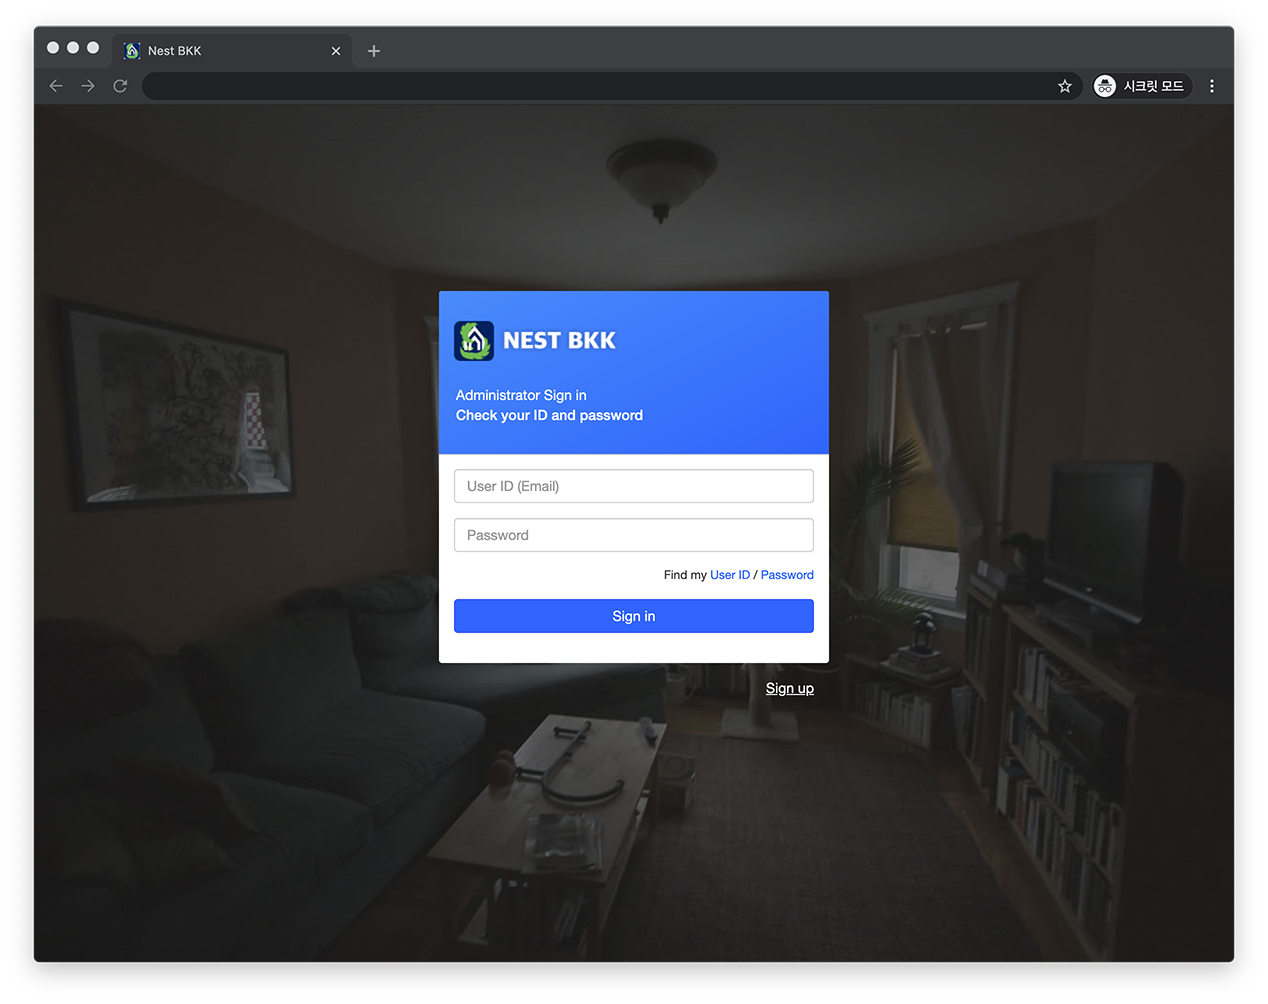 Nest BKK
시크릿 모드
NEST BKK
Administrator Sign in
Check your ID and password
User ID (Email)
Password
Find my User ID / Password
Sign in
Sign up